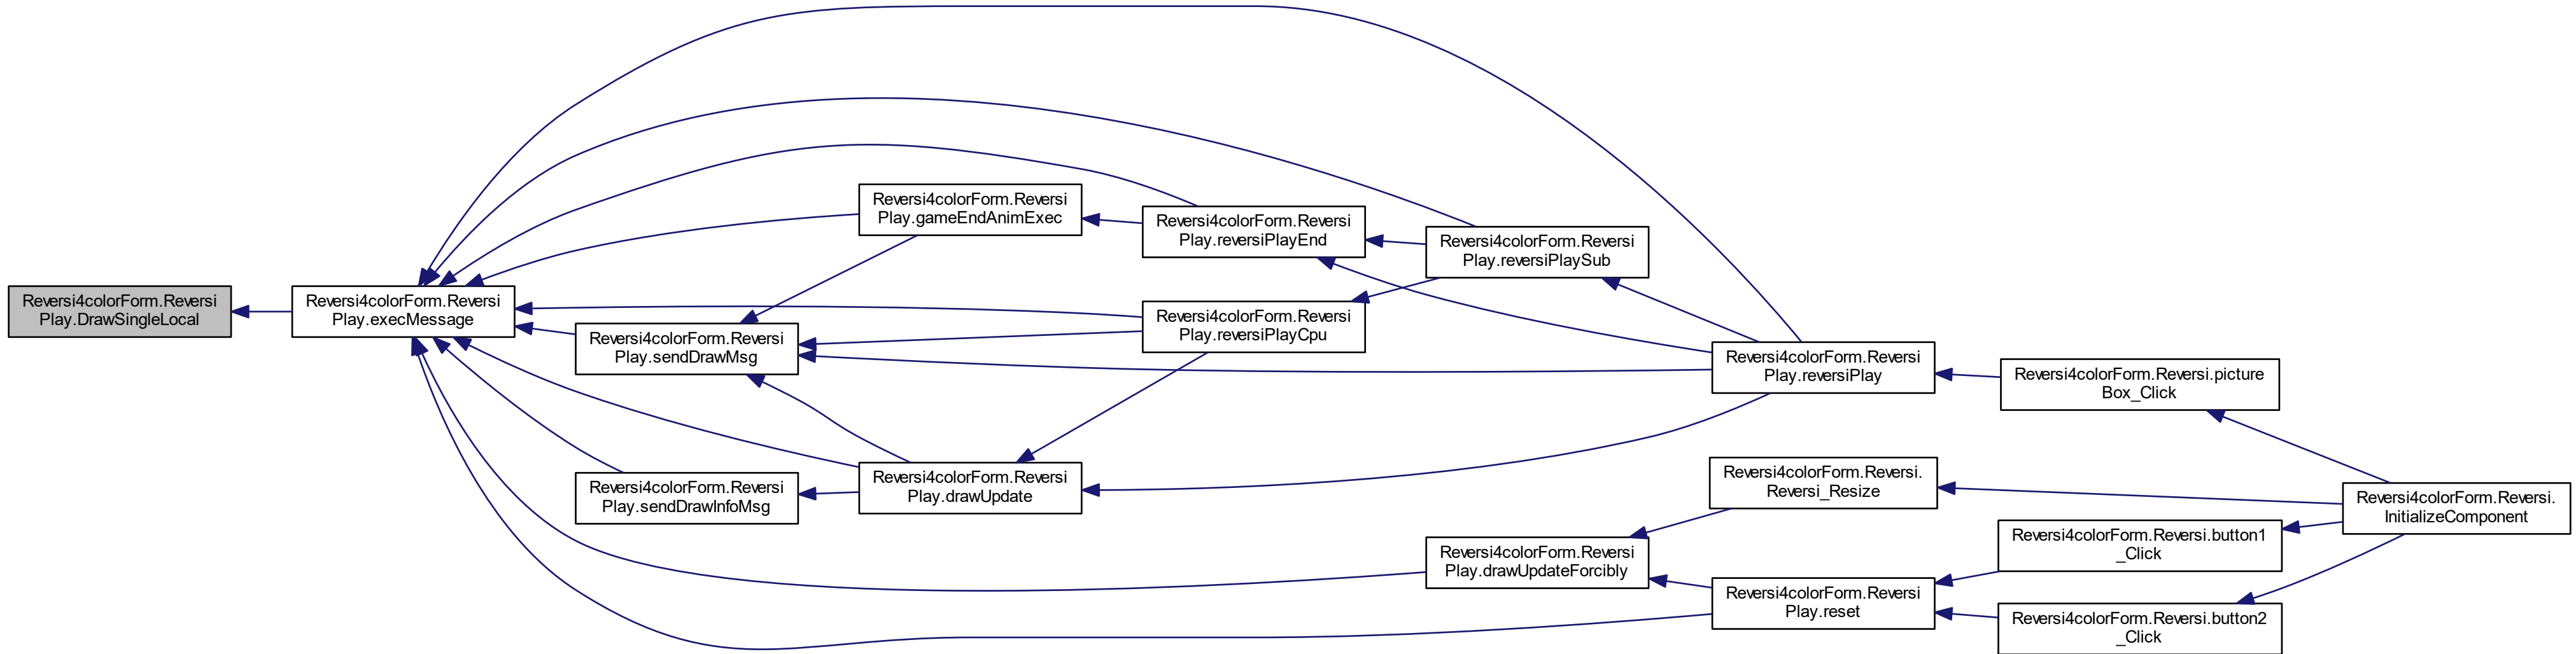 Reversi4colorForm.Reversi
Play.DrawSingleLocal
Reversi4colorForm.Reversi
Play.execMessage
Reversi4colorForm.Reversi
Play.gameEndAnimExec
Reversi4colorForm.Reversi
Play.reversiPlayEnd
Reversi4colorForm.Reversi
Play.reversiPlaySub
Reversi4colorForm.Reversi
Play.sendDrawMsg
Reversi4colorForm.Reversi
Play.reversiPlayCpu
Reversi4colorForm.Reversi
Play.reversiPlay
Reversi4colorForm.Reversi.picture
Box_Click
Reversi4colorForm.Reversi
Play.sendDrawInfoMsg
Reversi4colorForm.Reversi
Play.drawUpdate
Reversi4colorForm.Reversi.
Reversi_Resize
Reversi4colorForm.Reversi.
InitializeComponent
Reversi4colorForm.Reversi
Play.drawUpdateForcibly
Reversi4colorForm.Reversi.button1
_Click
Reversi4colorForm.Reversi
Play.reset
Reversi4colorForm.Reversi.button2
_Click